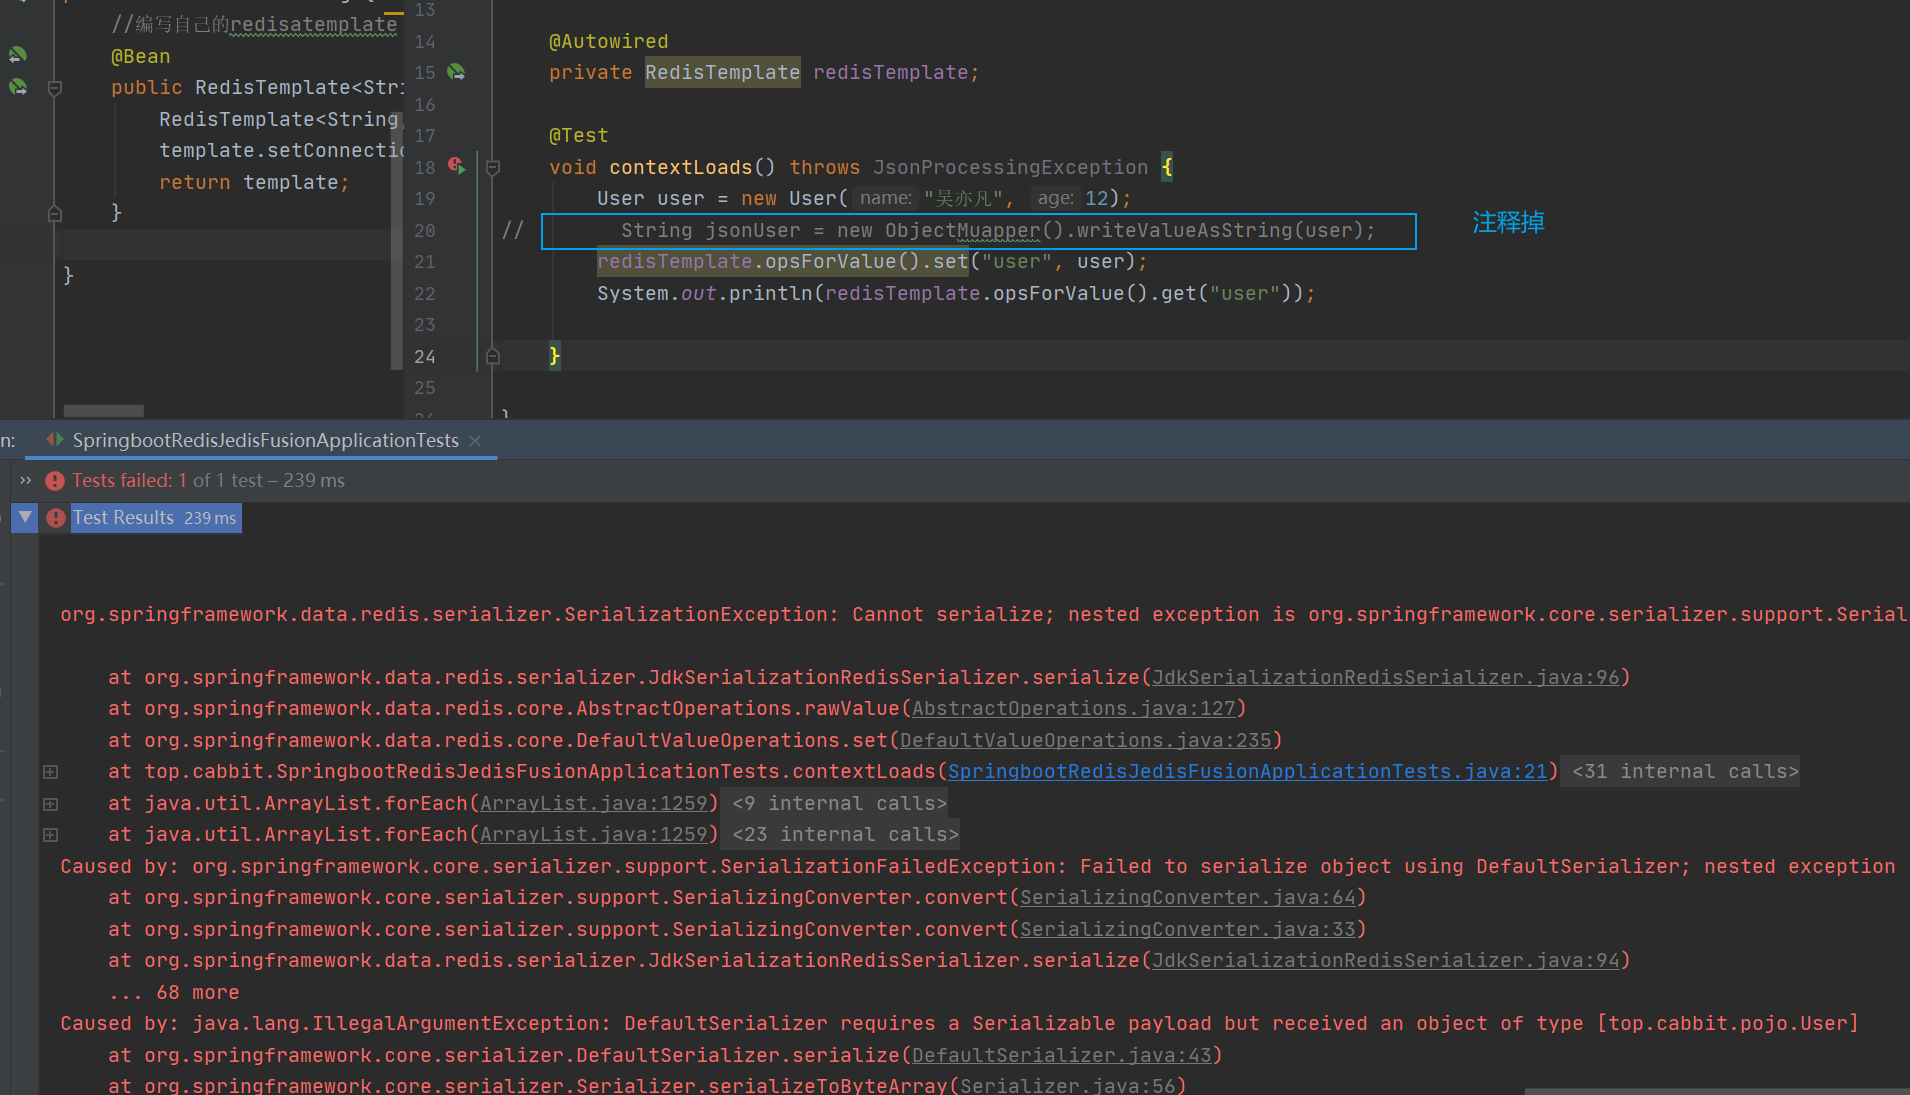 //编写自己的redisatemplate
@Bean
public RedisTemplate<Stri
RedisTemplate<String,
template.setConnectio
return template;
}
}
13
14 @Autowired
15 private RedisTemplate redisTemplate;
16
17 @Test
18 void contextLoads() throws JsonProcessingException {
19 User user = new User( name: "吴亦凡", age: 12);
20 // String jsonUser = new ObjectMuapper().writeValueAsString(user);
注释掉
21 redisTemplate.opsForValue().set("user", user);
22 System.out.println(redisTemplate.opsForValue().get("user"));
23
24 }
25
n: SpringbootRedisJedisFusionApplicationTests ×
» Tests failed: 1 of 1 test – 239 ms
Test Results 239 ms
org.springframework.data.redis.serializer.SerializationException: Cannot serialize; nested exception is org.springframework.core.serializer.support.Serial
at org.springframework.data.redis.serializer.JdkSerializationRedisSerializer.serialize(JdkSerializationRedisSerializer.java:96)
at org.springframework.data.redis.core.AbstractOperations.rawValue(AbstractOperations.java:127)
at org.springframework.data.redis.core.DefaultValueOperations.set(DefaultValueOperations.java:235)
at top.cabbit.SpringbootRedisJedisFusionApplicationTests.contextLoads(SpringbootRedisJedisFusionApplicationTests.java:21) <31 internal calls>
at java.util.ArrayList.forEach(ArrayList.java:1259) <9 internal calls>
at java.util.ArrayList.forEach(ArrayList.java:1259) <23 internal calls>
Caused by: org.springframework.core.serializer.support.SerializationFailedException: Failed to serialize object using DefaultSerializer; nested exception
at org.springframework.core.serializer.support.SerializingConverter.convert(SerializingConverter.java:64)
at org.springframework.core.serializer.support.SerializingConverter.convert(SerializingConverter.java:33)
at org.springframework.data.redis.serializer.JdkSerializationRedisSerializer.serialize(JdkSerializationRedisSerializer.java:94)
... 68 more
Caused by: java.lang.IllegalArgumentException: DefaultSerializer requires a Serializable payload but received an object of type [top.cabbit.pojo.User]
at org.springframework.core.serializer.DefaultSerializer.serialize(DefaultSerializer.java:43)
at org.springframework.core.serializer.Serializer.serializeToByteArray(Serializer.java:56)